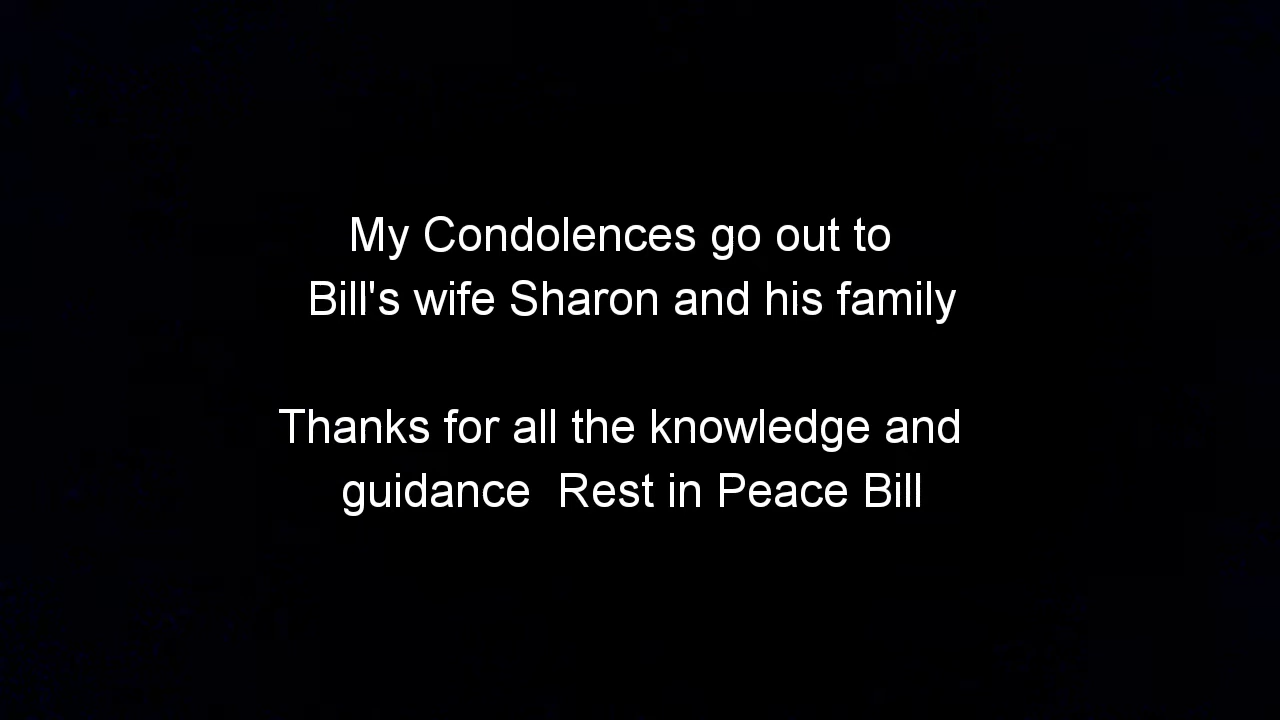 My Condolences go out to
Bill's wife Sharon and his family
Thanks for all the knowledge and
guidance  Rest in Peace Bill